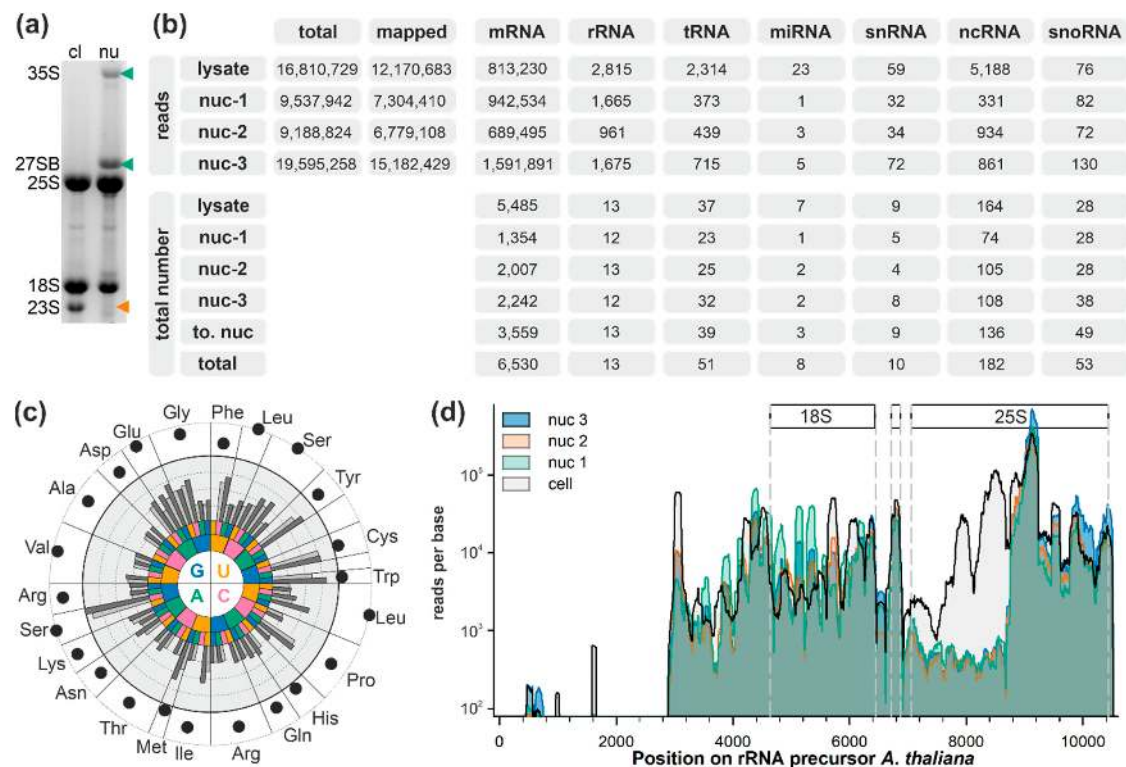 (a)
cl nu
35S
27SB
25S
18S
23S
(b)
total mapped mRNA rRNA tRNA miRNA snRNA ncRNA snoRNA
reads
lysate 16,810,729 12,170,683 813,230 2,815 2,314 23 59 5,188 76
nuc-1 9,537,942 7,304,410 942,534 1,665 373 1 32 331 82
nuc-2 9,188,824 6,779,108 689,495 961 439 3 34 934 72
nuc-3 19,595,258 15,182,429 1,591,891 1,675 715 5 72 861 130
total number
lysate 5,485 13 37 7 9 164 28
nuc-1 1,354 12 23 1 5 74 28
nuc-2 2,007 13 25 2 4 105 28
nuc-3 2,242 12 32 2 8 108 38
to. nuc 3,559 13 39 3 9 136 49
total 6,530 13 51 8 10 182 53
(c)
Phe
Leu
Ser
Tyr
Cys
Trp
Leu
Pro
His
Gln
Arg
Ile
Met
Thr
Asn
Lys
Ser
Arg
Val
Ala
Asp
Glu
Gly
G U
A C
(d)
18S 25S
nuc 3
nuc 2
nuc 1
cell
reads per base
10⁵
10⁴
10³
10²
0 2000 4000 6000 8000 10000
Position on rRNA precursor A. thaliana